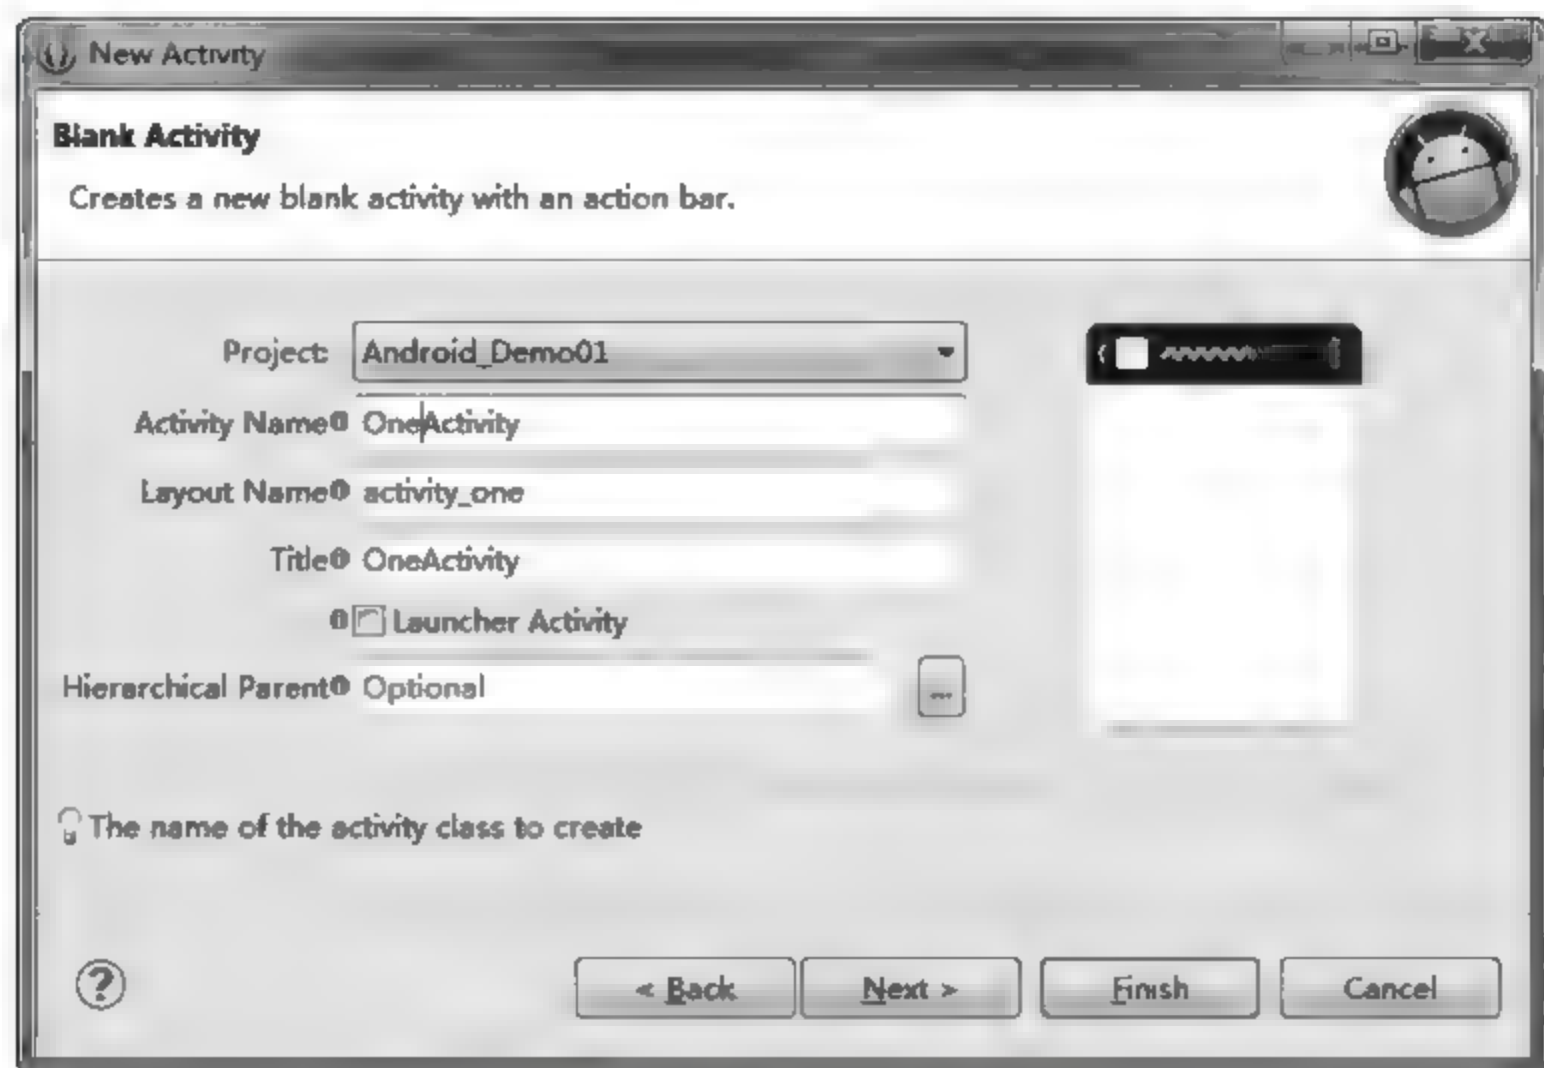 New Activity
Blank Activity
Creates a new blank activity with an action bar.
Project: Android_Demo01
Activity Name OneActivity
Layout Name activity_one
Title OneActivity
Launcher Activity
Hierarchical Parent Optional ...
The name of the activity class to create
? < Back Next > Finish Cancel